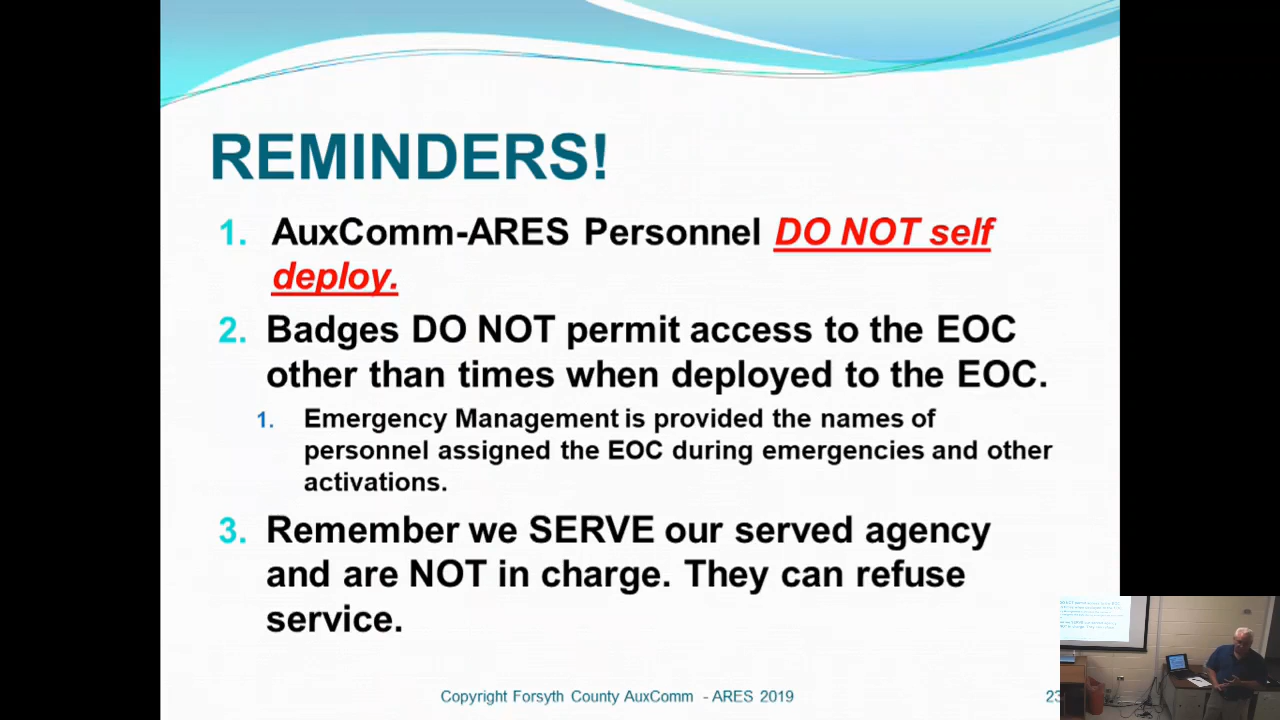 REMINDERS!
1. AuxComm-ARES Personnel DO NOT self
deploy.
2. Badges DO NOT permit access to the EOC
other than times when deployed to the EOC.
1. Emergency Management is provided the names of
personnel assigned the EOC during emergencies and other
activations.
3. Remember we SERVE our served agency
and are NOT in charge. They can refuse
service.
Copyright Forsyth County AuxComm - ARES 2019
23